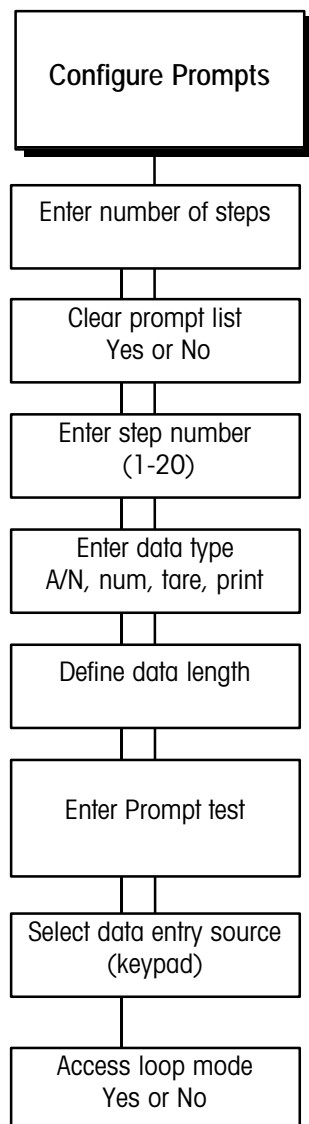 Configure Prompts
Enter number of steps
Clear prompt list
Yes or No
Enter step number
(1-20)
Enter data type
A/N, num, tare, print
Define data length
Enter Prompt test
Select data entry source
(keypad)
Access loop mode
Yes or No